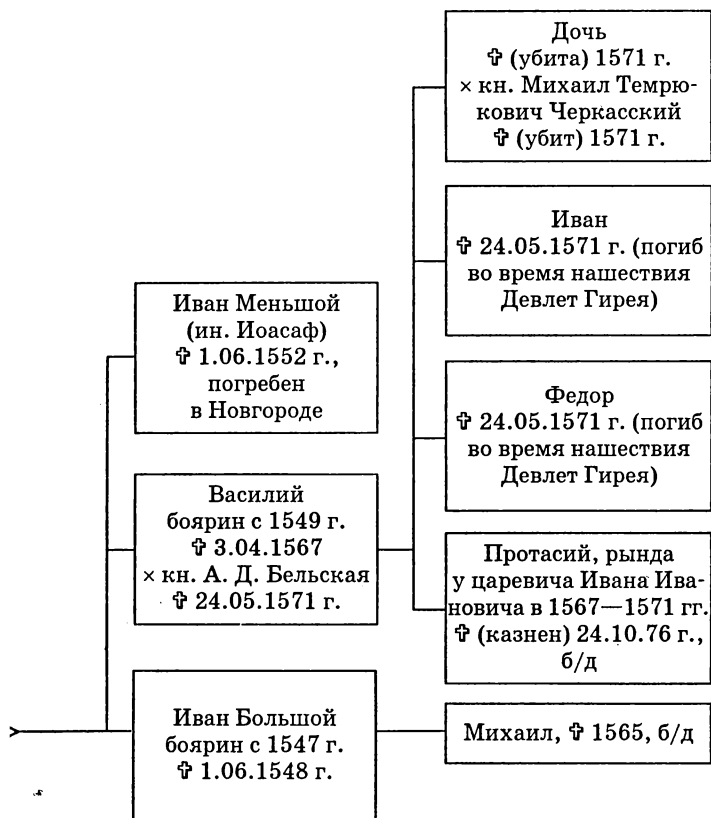 Дочь
✞ (убита) 1571 г.
× кн. Михаил Темрю-
кович Черкасский
✞ (убит) 1571 г.
Иван
✞ 24.05.1571 г. (погиб
во время нашествия
Девлет Гирея)
Иван Меньшой
(ин. Иоасаф)
✞ 1.06.1552 г.,
погребен
в Новгороде
Федор
✞ 24.05.1571 г. (погиб
во время нашествия
Девлет Гирея)
Василий
боярин с 1549 г.
✞ 3.04.1567
× кн. А. Д. Бельская
✞ 24.05.1571 г.
Протасий, рында
у царевича Ивана Ива-
новича в 1567—1571 гг.
✞ (казнен) 24.10.76 г.,
б/д
Иван Большой
боярин с 1547 г.
✞ 1.06.1548 г.
Михаил, ✞ 1565, б/д